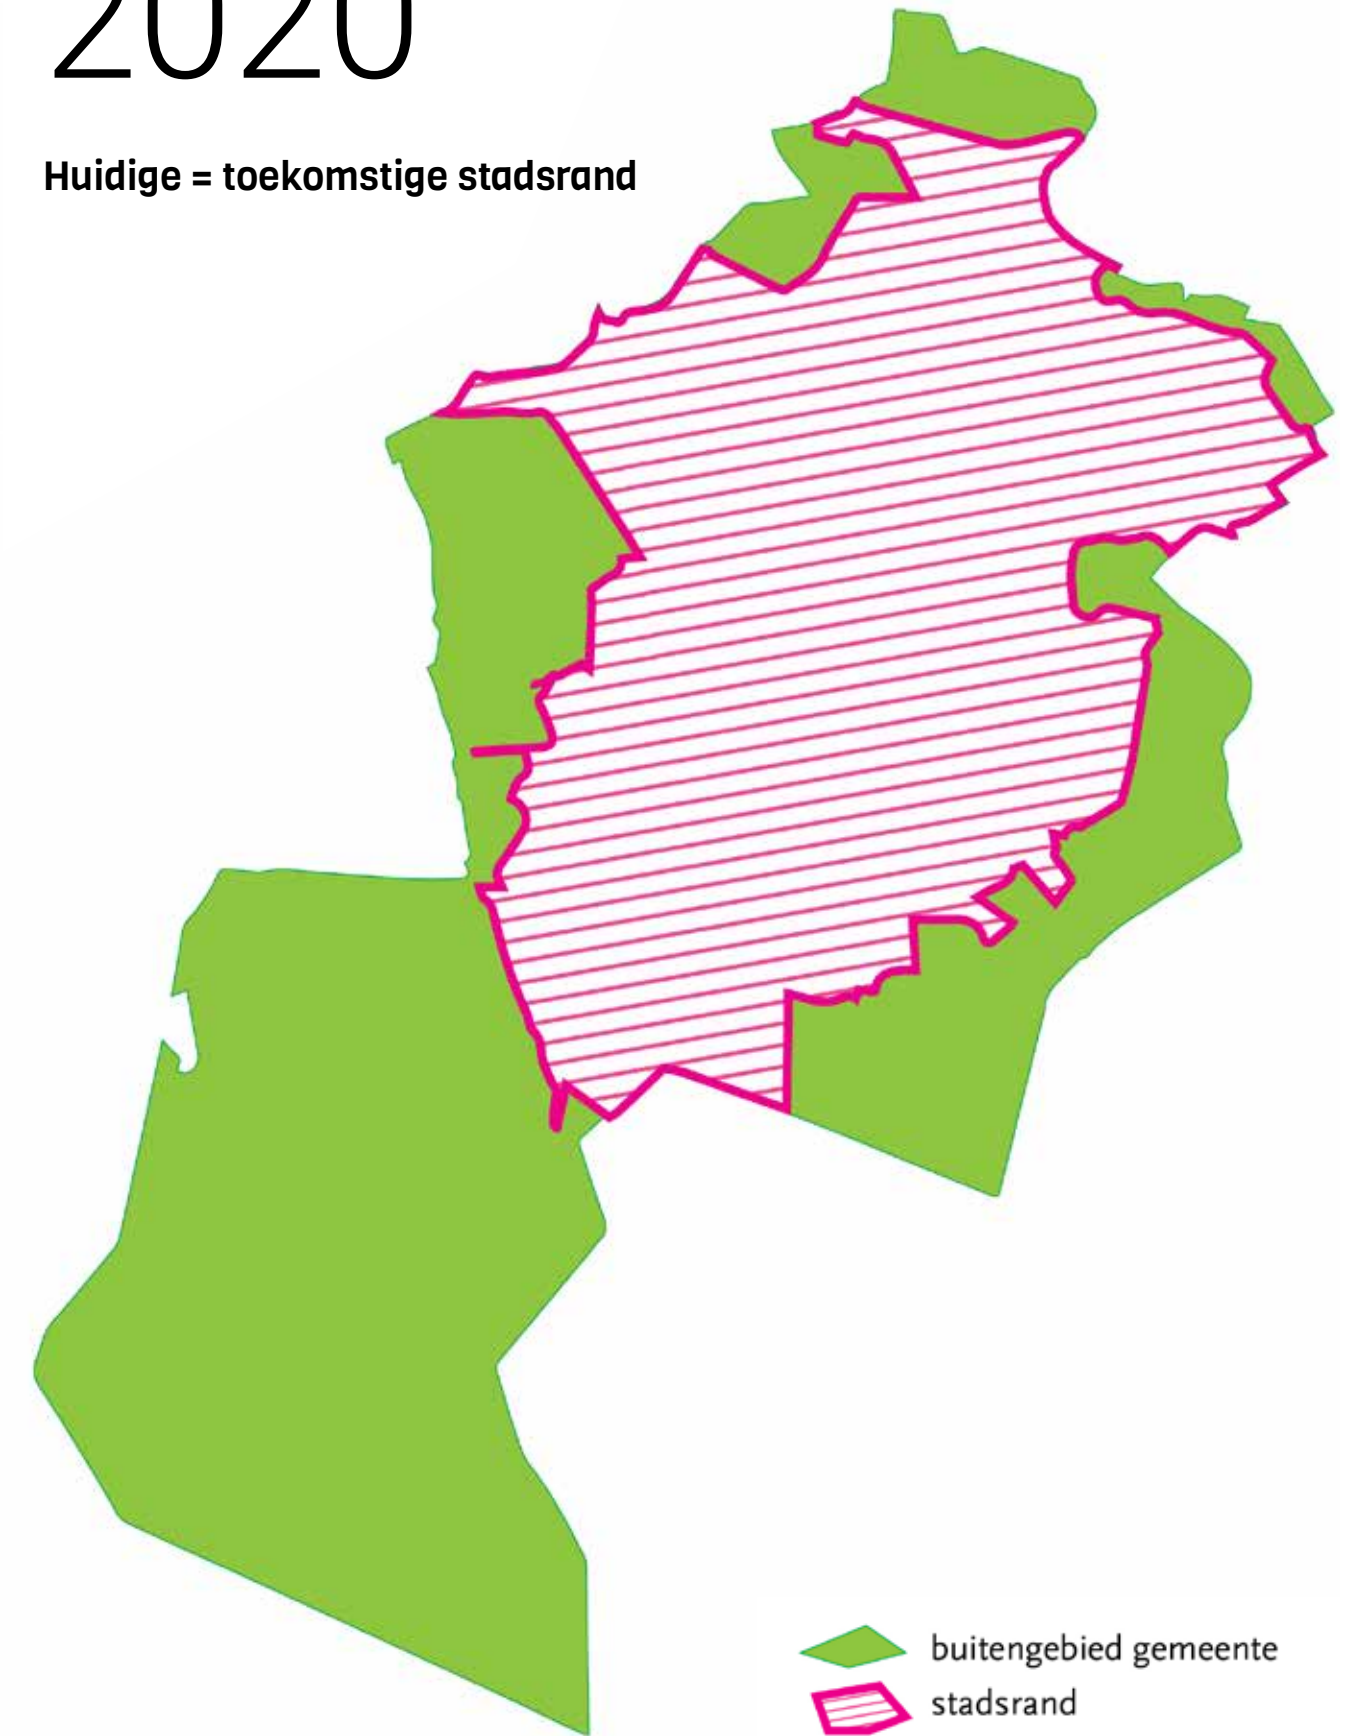 2020
Huidige = toekomstige stadsrand
buitengebied gemeente
stadsrand